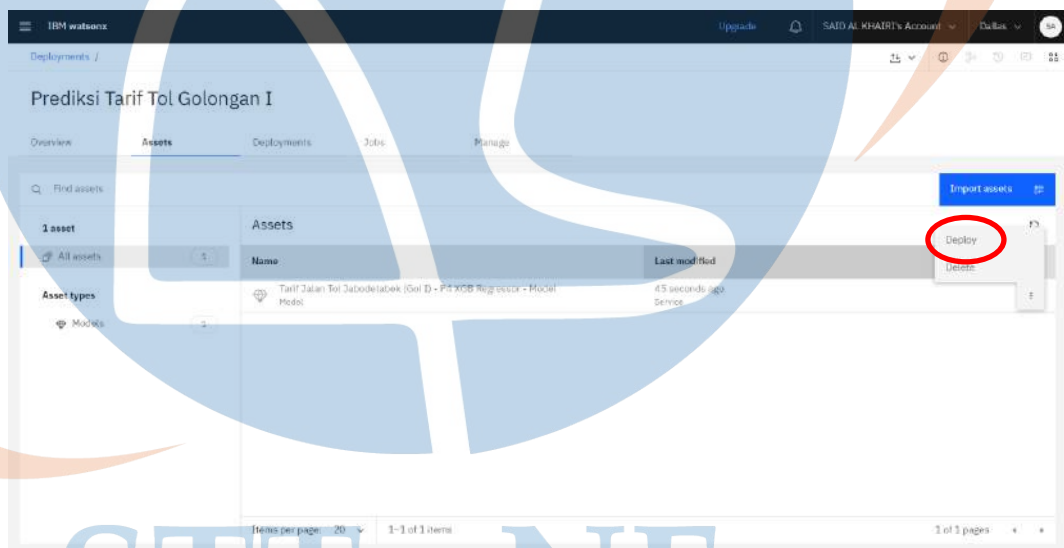 IBM watsonx Upgrade SAID AL KHAIRI's Account Dallas SA
Deployments /
Prediksi Tarif Tol Golongan I
Overview Assets Deployments Jobs Manage
Find assets Import assets
1 asset Assets
Deploy
All assets 1 Name Last modified
Delete
Tarif Jalan Tol Jabodetabek (Gol I) - P4 XGB Regressor - Model 45 seconds ago
Model Service
Asset types
Models 1
Items per page: 20 1–1 of 1 items 1 of 1 pages
STT NF